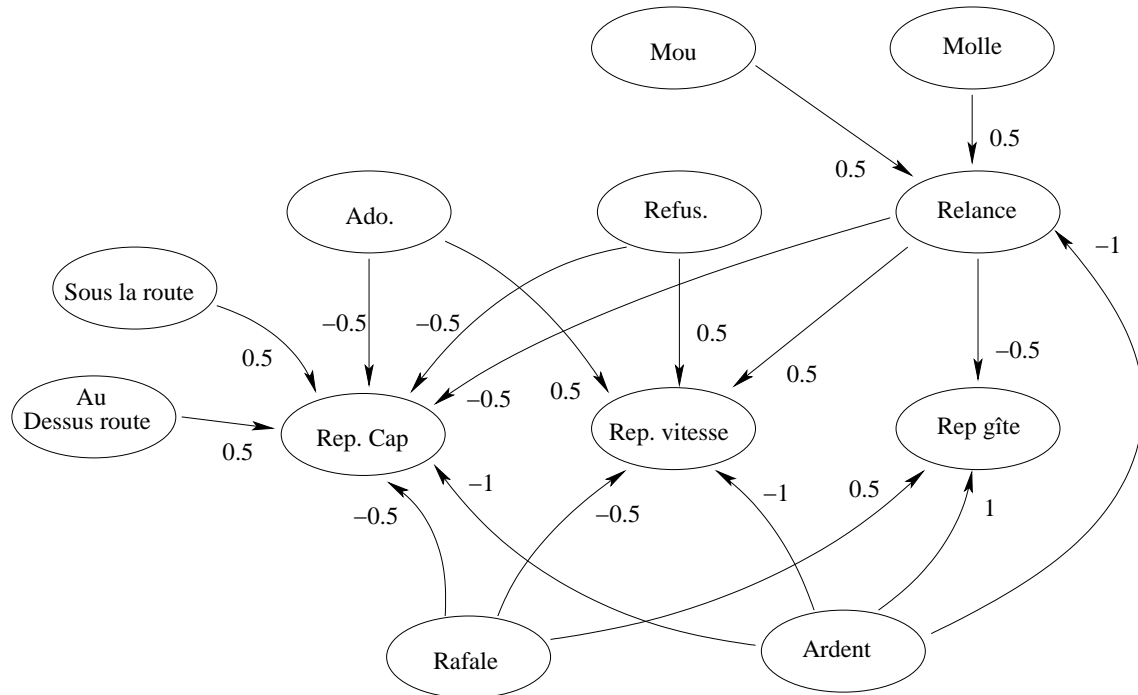 Mou
Molle
0.5
0.5
Ado.
Refus.
Relance
−1
Sous la route
−0.5
−0.5
0.5
0.5
−0.5
0.5
0.5
−0.5
Au
Dessus route
0.5
Rep. Cap
Rep. vitesse
Rep gîte
−0.5
−1
−0.5
−1
0.5
1
Rafale
Ardent